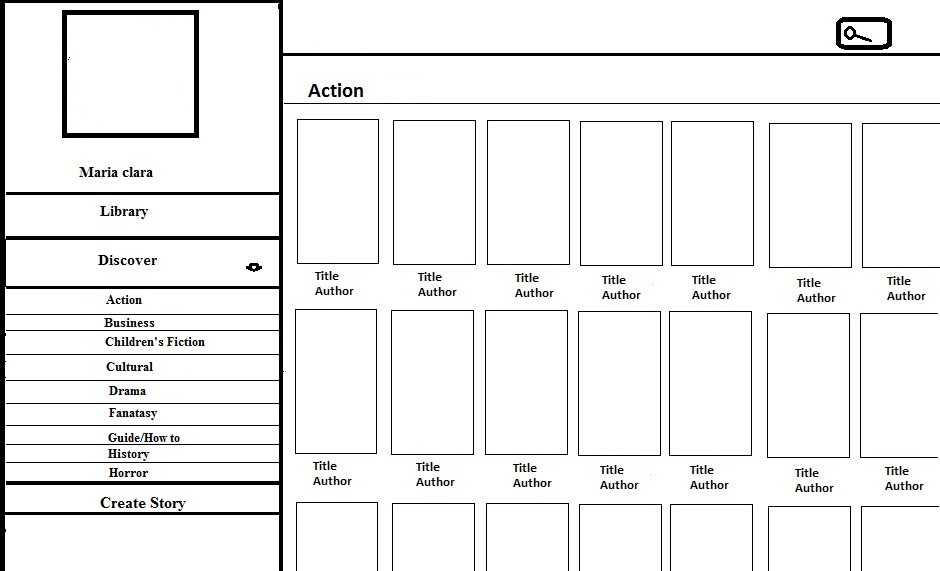 Maria clara
Library
Discover
Action
Business
Children's Fiction
Cultural
Drama
Fanatasy
Guide/How to
History
Horror
Create Story
Action
Title
Author
Title
Author
Title
Author
Title
Author
Title
Author
Title
Author
Title
Author
Title
Author
Title
Author
Title
Author
Title
Author
Title
Author
Title
Author
Title
Author